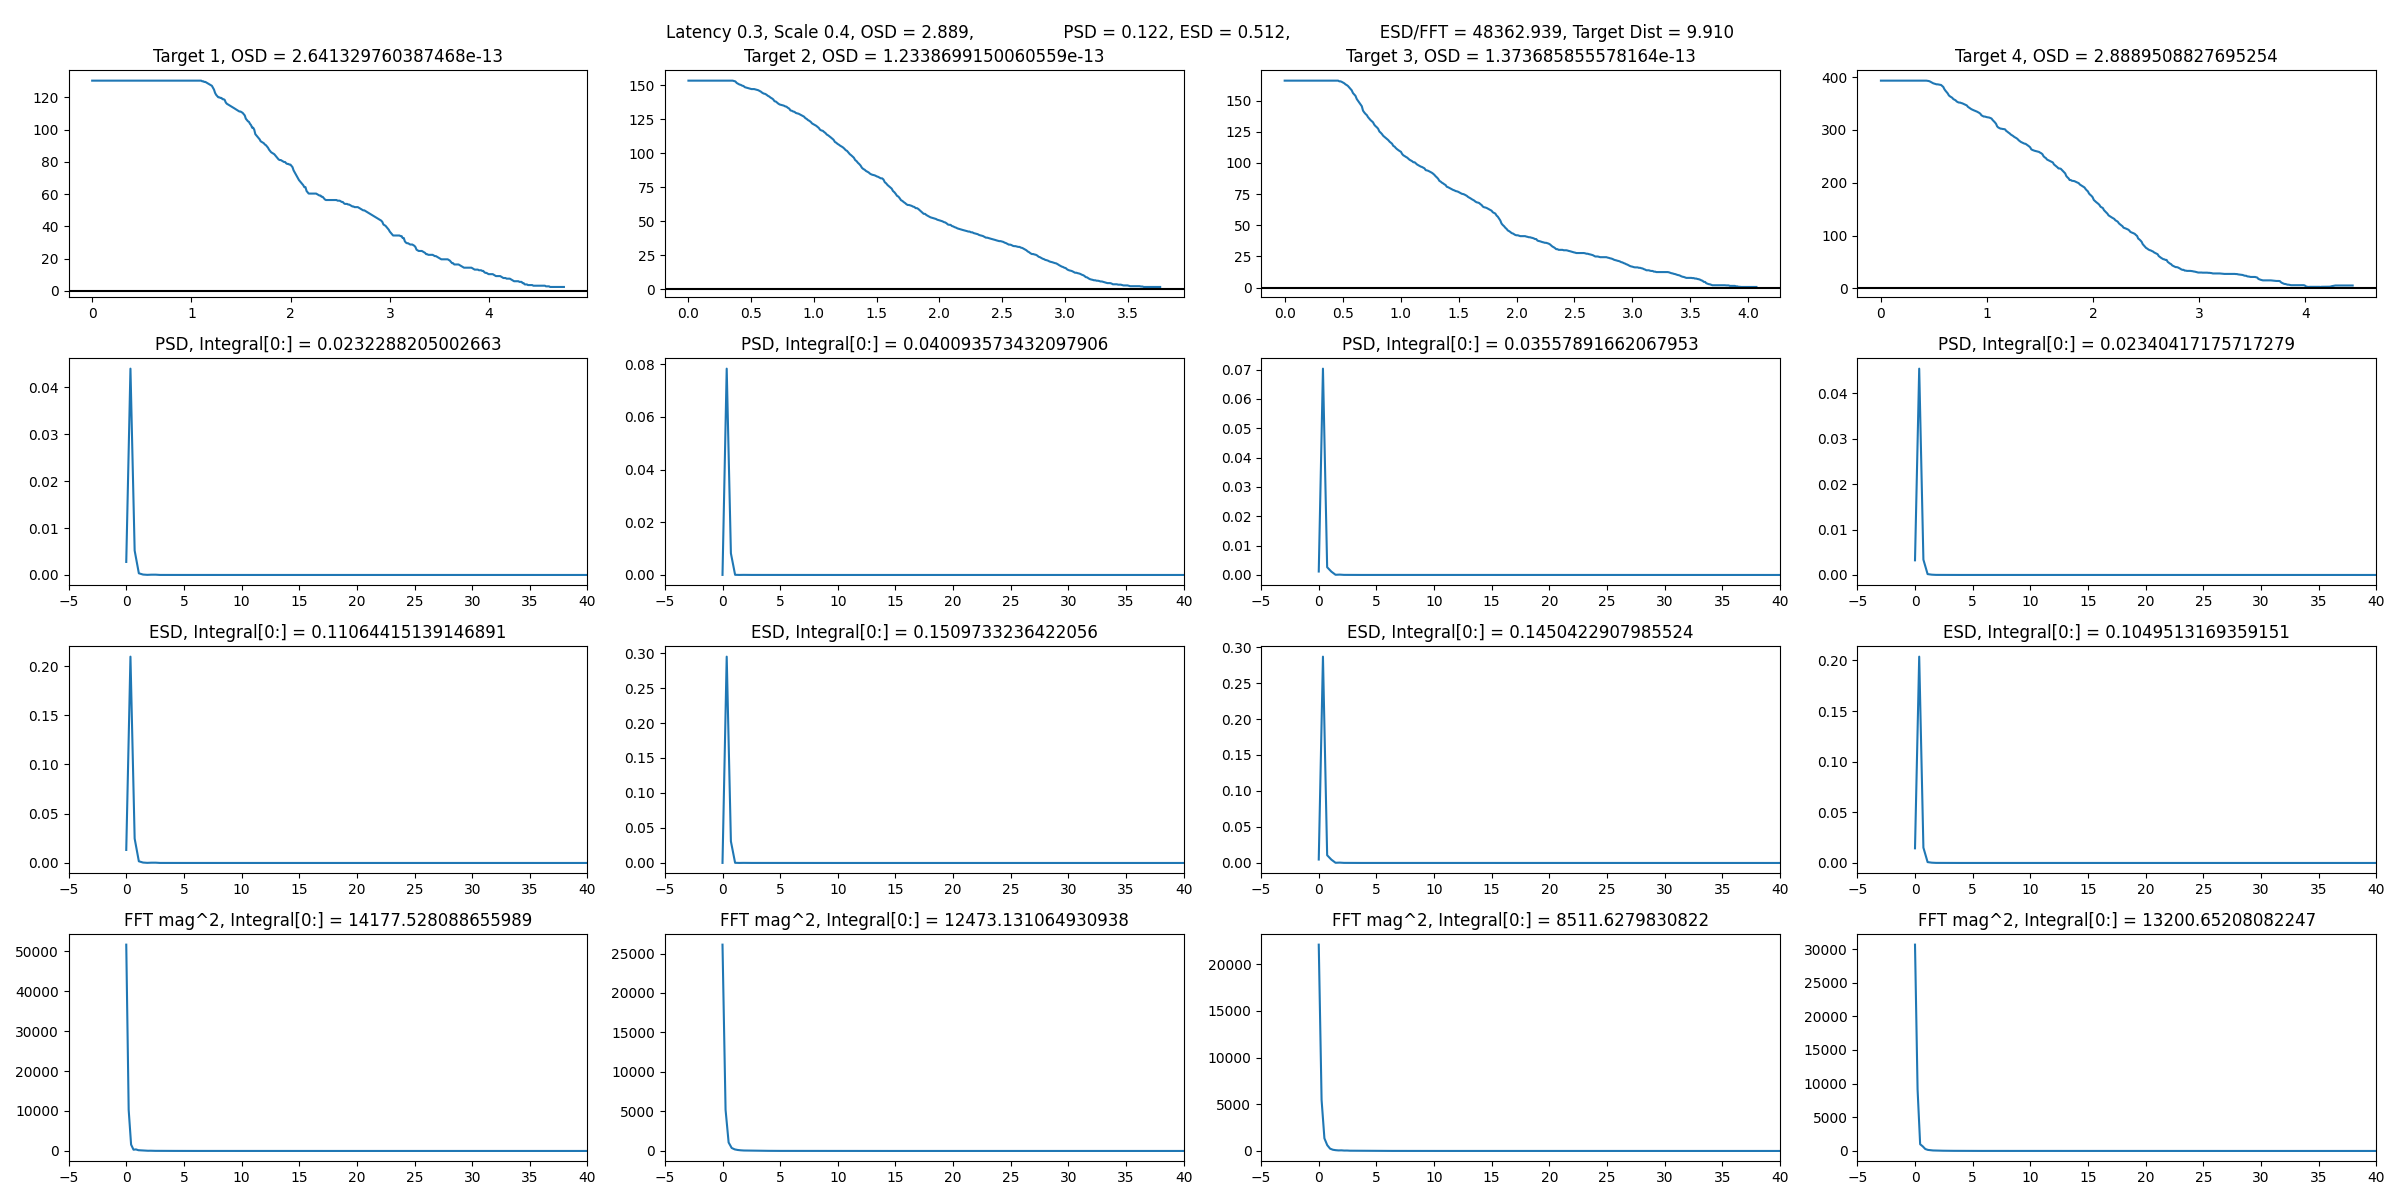 Latency 0.3, Scale 0.4, OSD = 2.889, PSD = 0.122, ESD = 0.512, ESD/FFT = 48362.939, Target Dist = 9.910
Target 1, OSD = 2.641329760387468e-13
120
100
80
60
40
20
0
0 1 2 3 4
Target 2, OSD = 1.2338699150060559e-13
150
125
100
75
50
25
0
0.0 0.5 1.0 1.5 2.0 2.5 3.0 3.5
Target 3, OSD = 1.373685855578164e-13
150
125
100
75
50
25
0
0.0 0.5 1.0 1.5 2.0 2.5 3.0 3.5 4.0
Target 4, OSD = 2.8889508827695254
400
300
200
100
0
0 1 2 3 4
PSD, Integral[0:] = 0.0232288205002663
0.04
0.03
0.02
0.01
0.00
−5 0 5 10 15 20 25 30 35 40
PSD, Integral[0:] = 0.040093573432097906
0.08
0.06
0.04
0.02
0.00
−5 0 5 10 15 20 25 30 35 40
PSD, Integral[0:] = 0.03557891662067953
0.07
0.06
0.05
0.04
0.03
0.02
0.01
0.00
−5 0 5 10 15 20 25 30 35 40
PSD, Integral[0:] = 0.02340417175717279
0.04
0.03
0.02
0.01
0.00
−5 0 5 10 15 20 25 30 35 40
ESD, Integral[0:] = 0.11064415139146891
0.20
0.15
0.10
0.05
0.00
−5 0 5 10 15 20 25 30 35 40
ESD, Integral[0:] = 0.1509733236422056
0.30
0.25
0.20
0.15
0.10
0.05
0.00
−5 0 5 10 15 20 25 30 35 40
ESD, Integral[0:] = 0.1450422907985524
0.30
0.25
0.20
0.15
0.10
0.05
0.00
−5 0 5 10 15 20 25 30 35 40
ESD, Integral[0:] = 0.1049513169359151
0.20
0.15
0.10
0.05
0.00
−5 0 5 10 15 20 25 30 35 40
FFT mag^2, Integral[0:] = 14177.528088655989
50000
40000
30000
20000
10000
0
−5 0 5 10 15 20 25 30 35 40
FFT mag^2, Integral[0:] = 12473.131064930938
25000
20000
15000
10000
5000
0
−5 0 5 10 15 20 25 30 35 40
FFT mag^2, Integral[0:] = 8511.6279830822
20000
15000
10000
5000
0
−5 0 5 10 15 20 25 30 35 40
FFT mag^2, Integral[0:] = 13200.65208082247
30000
25000
20000
15000
10000
5000
0
−5 0 5 10 15 20 25 30 35 40